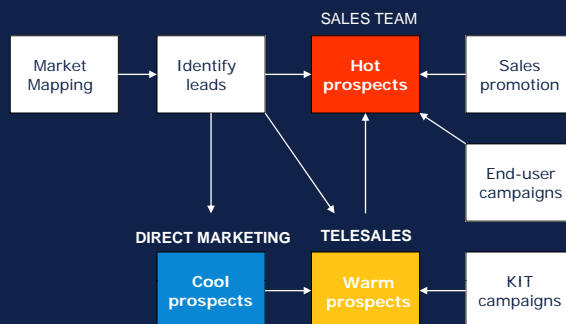 SALES TEAM
Market
Mapping
Identify
leads
Hot
prospects
Sales
promotion
End-user
campaigns
DIRECT MARKETING
TELESALES
Cool
prospects
Warm
prospects
KIT
campaigns